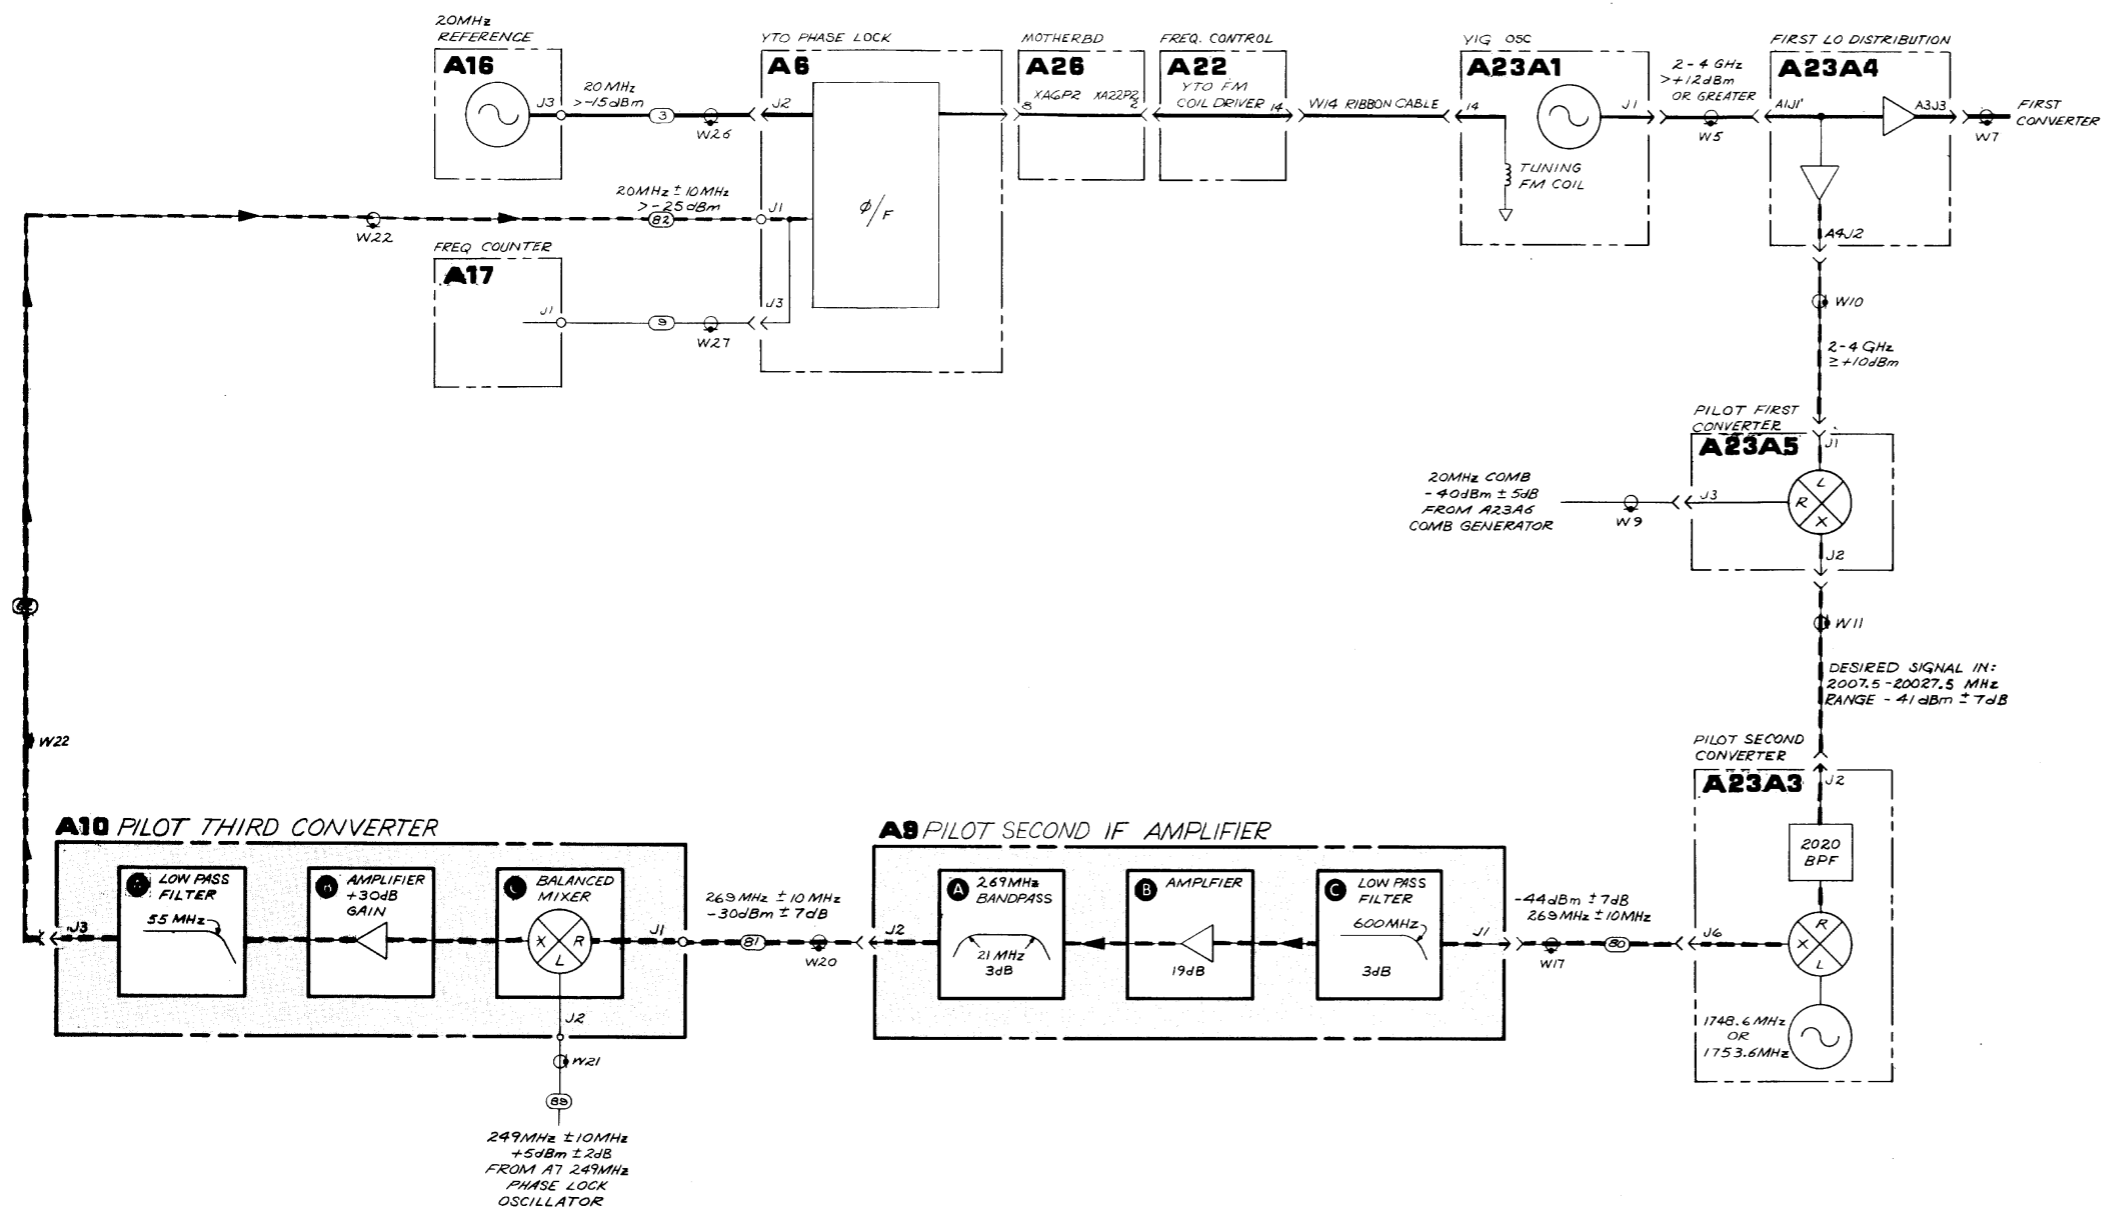 20MHz
REFERENCE
A16
J3
20MHz
>-15dBm
3
W26
YTO PHASE LOCK
A6
J2
Φ/F
MOTHERBD
A26
XA6P2 XA22P2
8
2
FREQ. CONTROL
A22
YTO FM
COIL DRIVER 14
W14 RIBBON CABLE
YIG OSC
A23A1
14
J1
TUNING
FM COIL
2-4 GHz
>+12dBm
OR GREATER
W5
FIRST LO DISTRIBUTION
A23A4
A1J1
A3J3
A4J2
W7
FIRST
CONVERTER
20MHz ±10MHz
>-25dBm
82
J1
W22
FREQ COUNTER
A17
J1
9
W27
J3
W10
2-4 GHz
≥+10dBm
PILOT FIRST
CONVERTER
A23A5
J1
L
R
X
J3
J2
20MHz COMB
-40dBm ±5dB
FROM A23A6
COMB GENERATOR
W9
W11
DESIRED SIGNAL IN:
2007.5-20027.5 MHz
RANGE -41dBm ±7dB
W22
PILOT SECOND
CONVERTER
A23A3
J2
2020
BPF
R
X
L
J6
1748.6MHz
OR
1753.6MHz
A10 PILOT THIRD CONVERTER
J3
LOW PASS
FILTER
55 MHz
AMPLIFIER
+30dB
GAIN
C
BALANCED
MIXER
X
R
L
J1
J2
W21
89
249MHz ±10MHz
+5dBm ±2dB
FROM A7 249MHz
PHASE LOCK
OSCILLATOR
269 MHz ±10 MHz
-30dBm ±7dB
81
W20
A9 PILOT SECOND IF AMPLIFIER
J2
A
269MHz
BANDPASS
21 MHz
3dB
B
AMPLFIER
19dB
C
LOW PASS
FILTER
600MHz
3dB
J1
-44dBm ±7dB
269 MHz ±10MHz
W17
80